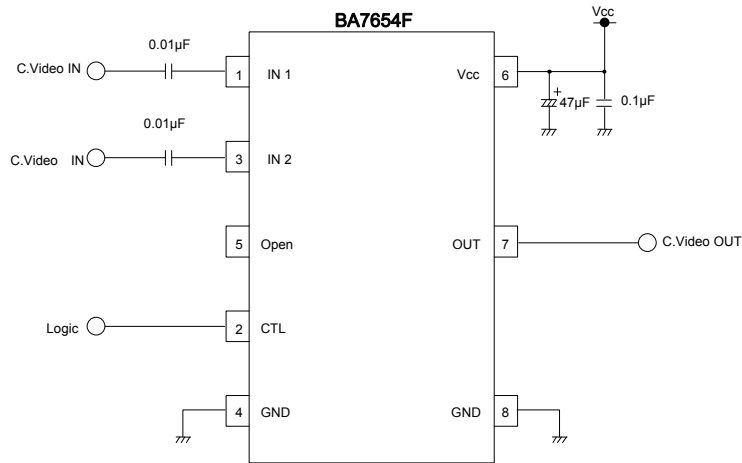 BA7654F
Vcc
0.01µF
C.Video IN
1 IN 1
Vcc 6
+
47µF
0.1µF
0.01µF
C.Video IN
3 IN 2
5 Open
OUT 7
C.Video OUT
Logic
2 CTL
4 GND
GND 8